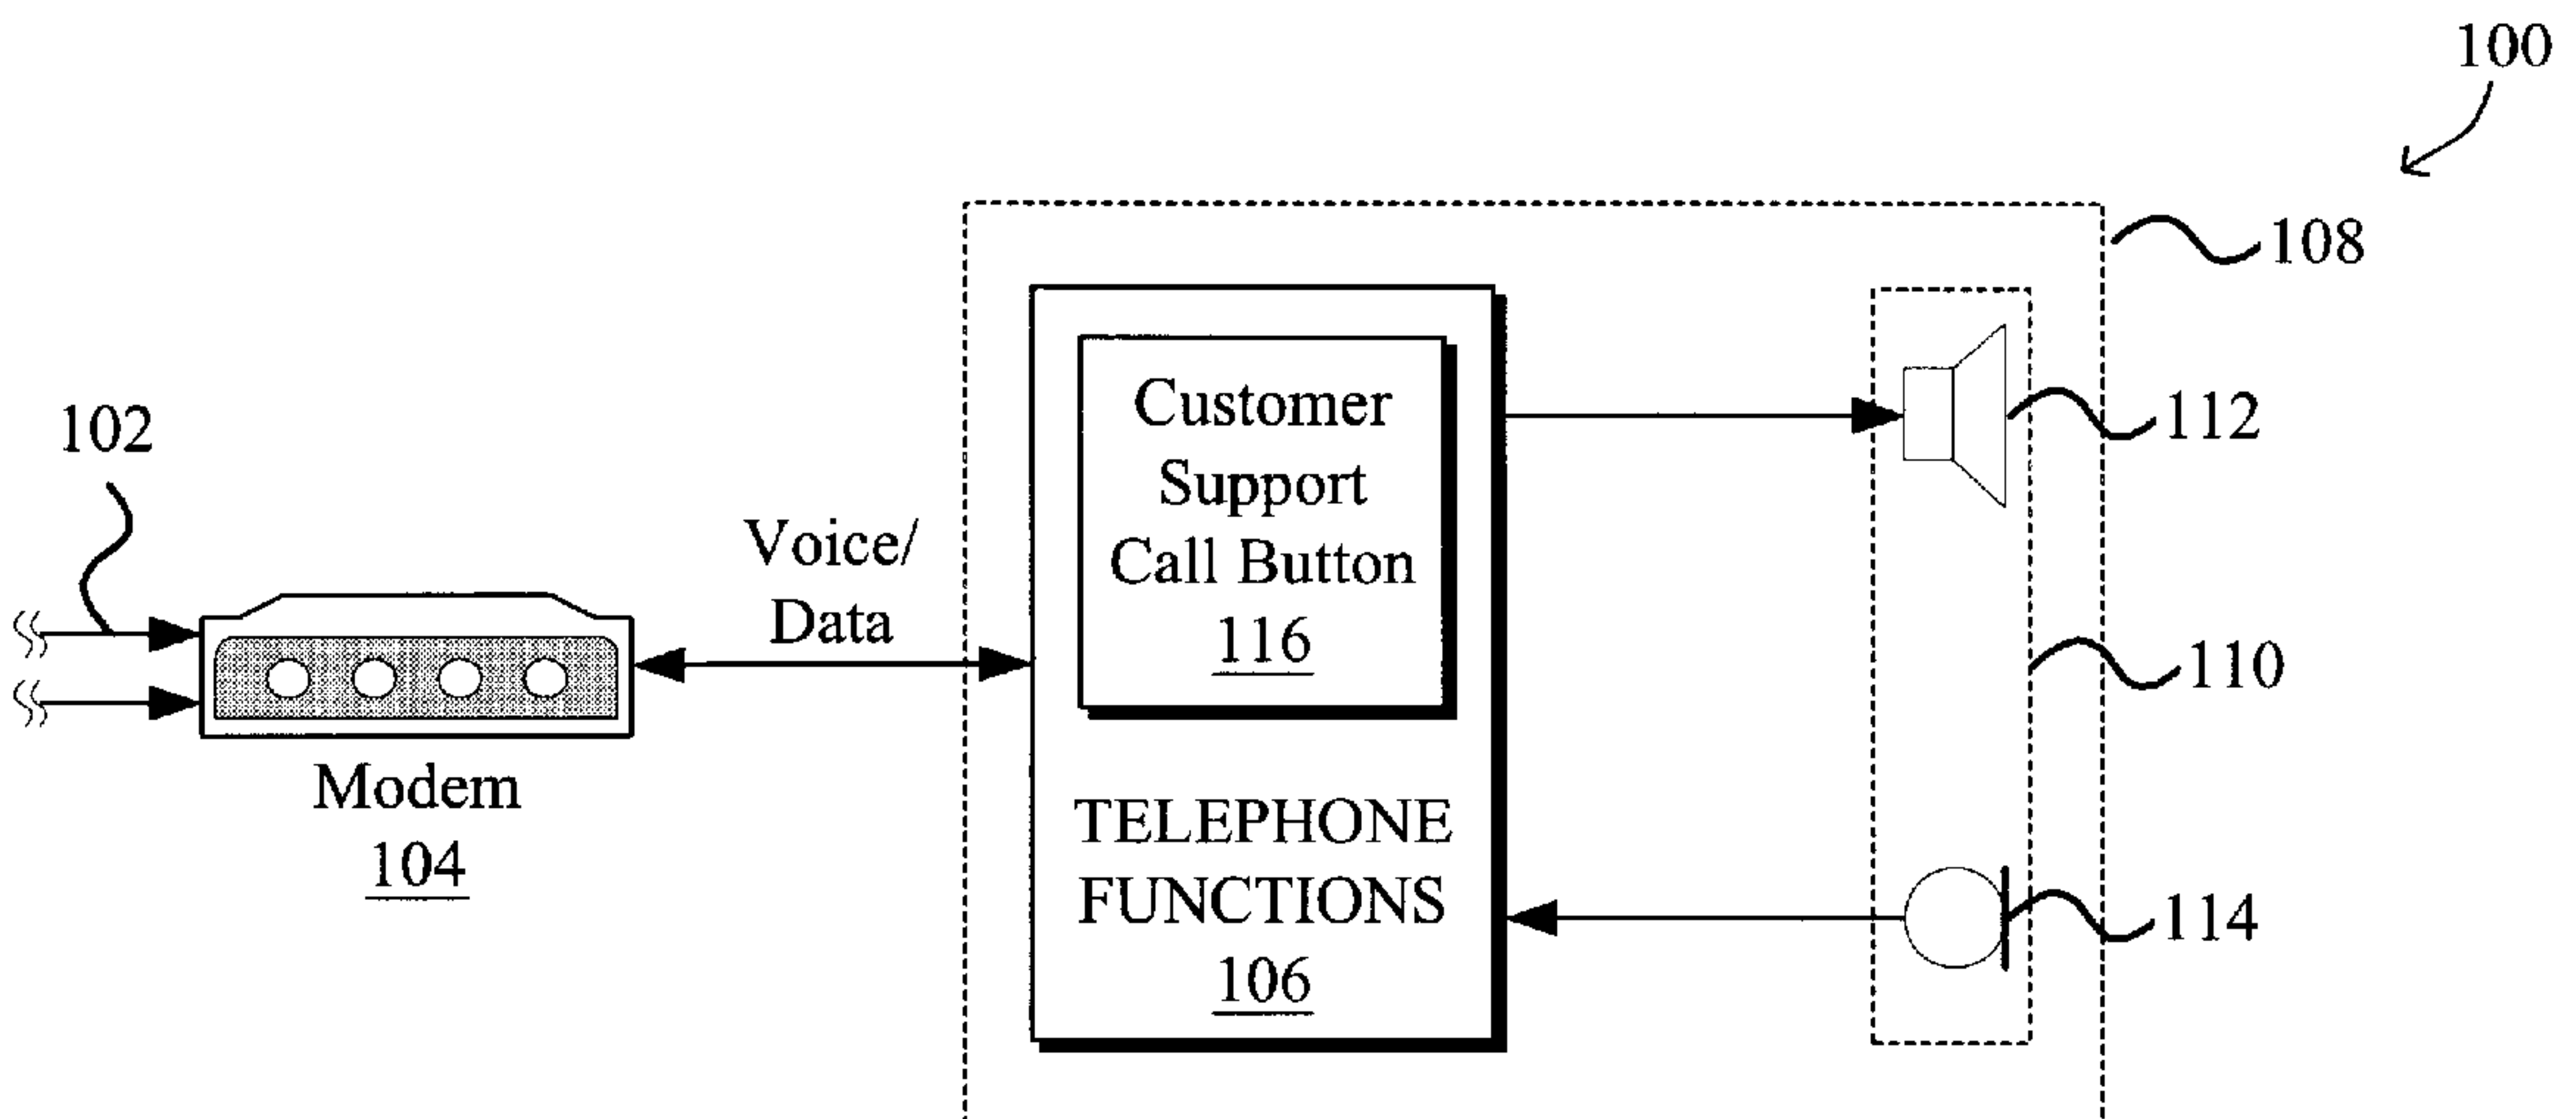 100
108
Customer
Support
Call Button
116
112
102
Voice/
Data
110
Modem
104
TELEPHONE
FUNCTIONS
106
114